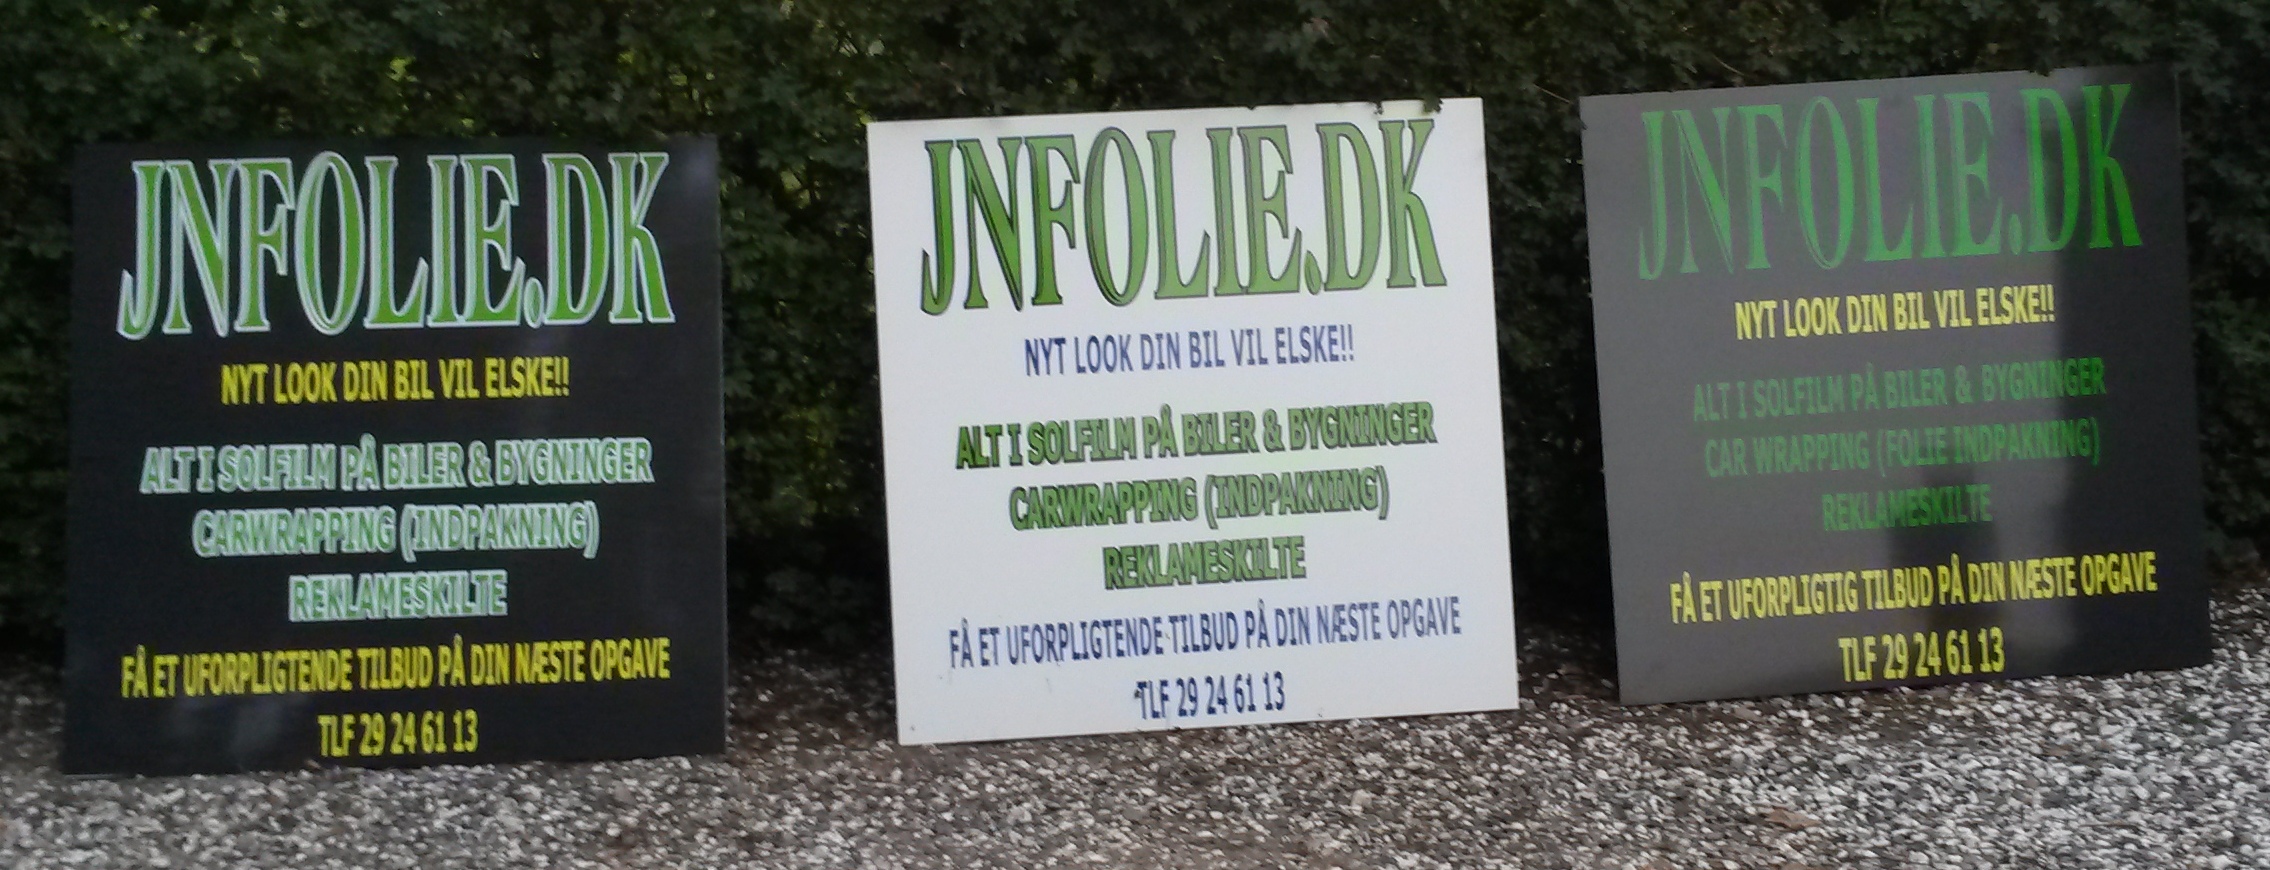 JNFOLIE.DK
NYT LOOK DIN BIL VIL ELSKE!!
ALT I SOLFILM PÅ BILER & BYGNINGER
CARWRAPPING (INDPAKNING)
REKLAMESKILTE
FÅ ET UFORPLIGTENDE TILBUD PÅ DIN NÆSTE OPGAVE
TLF 29 24 61 13
JNFOLIE.DK
NYT LOOK DIN BIL VIL ELSKE!!
ALT I SOLFILM PÅ BILER & BYGNINGER
CARWRAPPING (INDPAKNING)
REKLAMESKILTE
FÅ ET UFORPLIGTENDE TILBUD PÅ DIN NÆSTE OPGAVE
TLF 29 24 61 13
JNFOLIE.DK
NYT LOOK DIN BIL VIL ELSKE!!
ALT I SOLFILM PÅ BILER & BYGNINGER
CAR WRAPPING (FOLIE INDPAKNING)
REKLAMESKILTE
FÅ ET UFORPLIGTIG TILBUD PÅ DIN NÆSTE OPGAVE
TLF 29 24 61 13